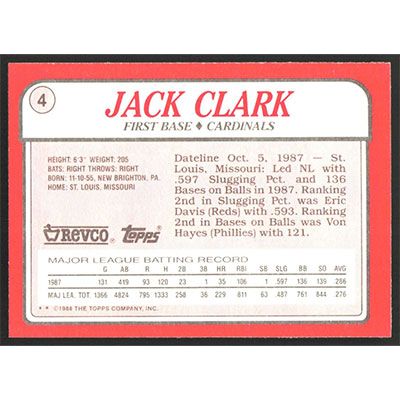 4
JACK CLARK
FIRST BASE ♦ CARDINALS
HEIGHT: 6'3" WEIGHT: 205
BATS: RIGHT THROWS: RIGHT
BORN: 11-10-55, NEW BRIGHTON, PA.
HOME: ST. LOUIS, MISSOURI
Dateline Oct. 5, 1987 — St.
Louis, Missouri: Led NL with
.597 Slugging Pct. and 136
Bases on Balls in 1987. Ranking
2nd in Slugging Pct. was Eric
Davis (Reds) with .593. Ranking
2nd in Bases on Balls was Von
Hayes (Phillies) with 121.
REVCO® TOPPS®
MAJOR LEAGUE BATTING RECORD
G AB R H 2B 3B HR RBI SB SLG BB SO AVG
1987 131 419 93 120 23 1 35 106 1 .597 136 139 .286
MAJ LEA. TOT. 1366 4824 795 1333 258 36 229 811 63 .487 761 844 .276
* ©1988 THE TOPPS COMPANY, INC.